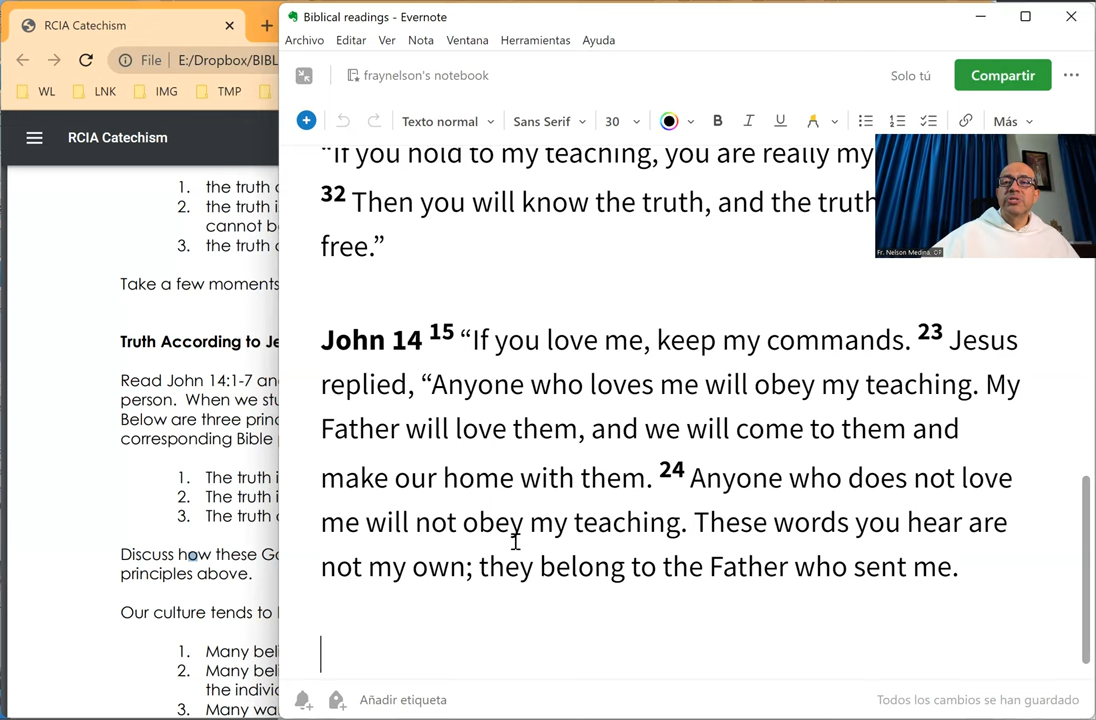 RCIA Catechism
File E:/Dropbox/BIBL
WL LNK IMG TMP
RCIA Catechism
1. the truth
2. the truth i
cannot b
3. the truth
Take a few moments
Truth According to Je
Read John 14:1-7 an
person. When we stu
Below are three princ
corresponding Bible
1. The truth i
2. The truth i
3. The truth
Discuss how these Go
principles above.
Our culture tends to
1. Many beli
2. Many beli
the individ
3. Many wa
Biblical readings - Evernote
Archivo Editar Ver Nota Ventana Herramientas Ayuda
fraynelson's notebook Solo tú Compartir
Texto normal Sans Serif 30 B I U Más
“If you hold to my teaching, you are really my
32 Then you will know the truth, and the truth
free.”
John 14 15 “If you love me, keep my commands. 23 Jesus
replied, “Anyone who loves me will obey my teaching. My
Father will love them, and we will come to them and
make our home with them. 24 Anyone who does not love
me will not obey my teaching. These words you hear are
not my own; they belong to the Father who sent me.
Añadir etiqueta Todos los cambios se han guardado
Fr. Nelson Medina, OP